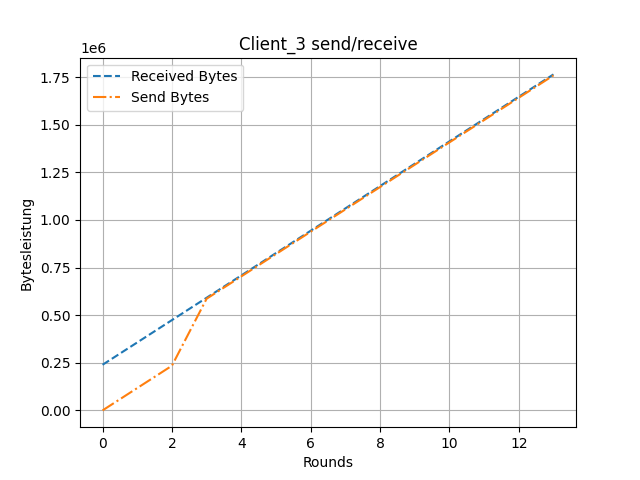 Client_3 send/receive
1e6
Received Bytes
Send Bytes
1.75
1.50
1.25
1.00
0.75
0.50
0.25
0.00
Bytesleistung
0 2 4 6 8 10 12
Rounds